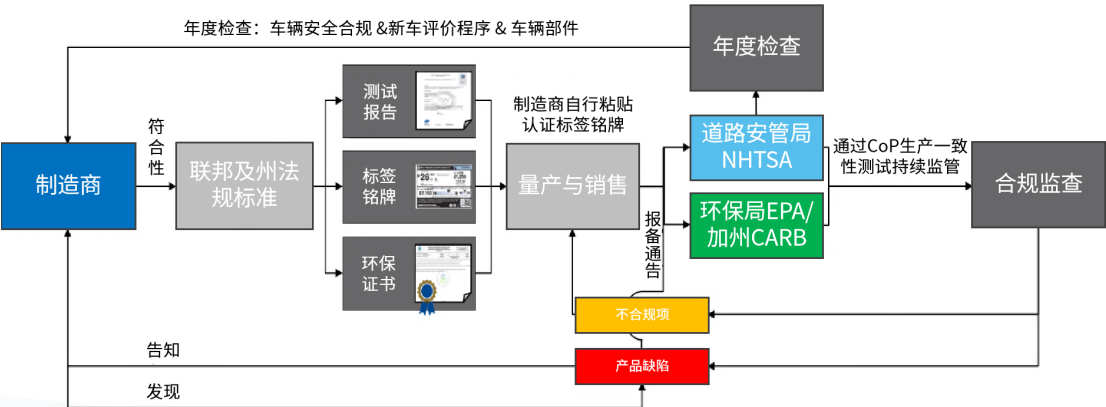 年度检查：车辆安全合规 &新车评价程序 & 车辆部件
年度检查
制造商
符合性
联邦及州法
规标准
测试
报告
标签
铭牌
环保
证书
制造商自行粘贴
认证标签铭牌
量产与销售
道路安管局
NHTSA
环保局EPA/
加州CARB
通过CoP生产一致
性测试持续监管
合规监查
报备通告
不合规项
产品缺陷
告知
发现